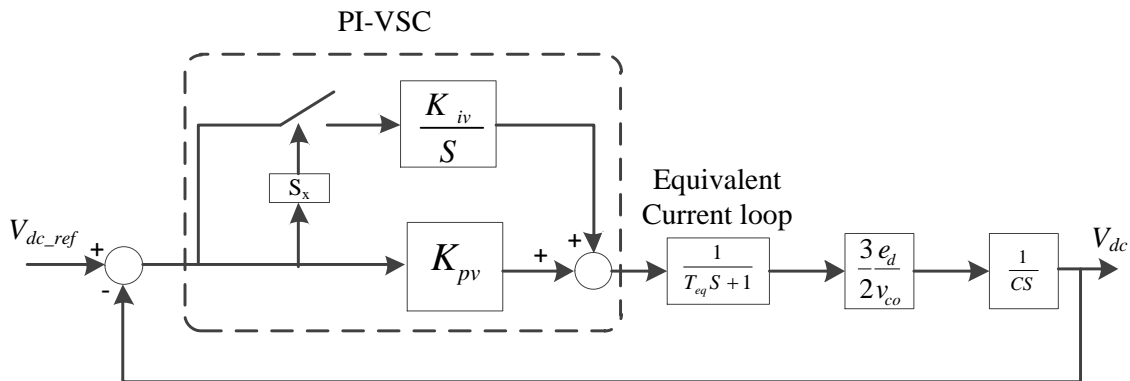 PI-VSC
K_iv
S
S_x
Equivalent
Current loop
V_dc_ref
+
-
K_pv
+
+
1
T_eq S + 1
3 e_d
2 v_co
1
CS
V_dc